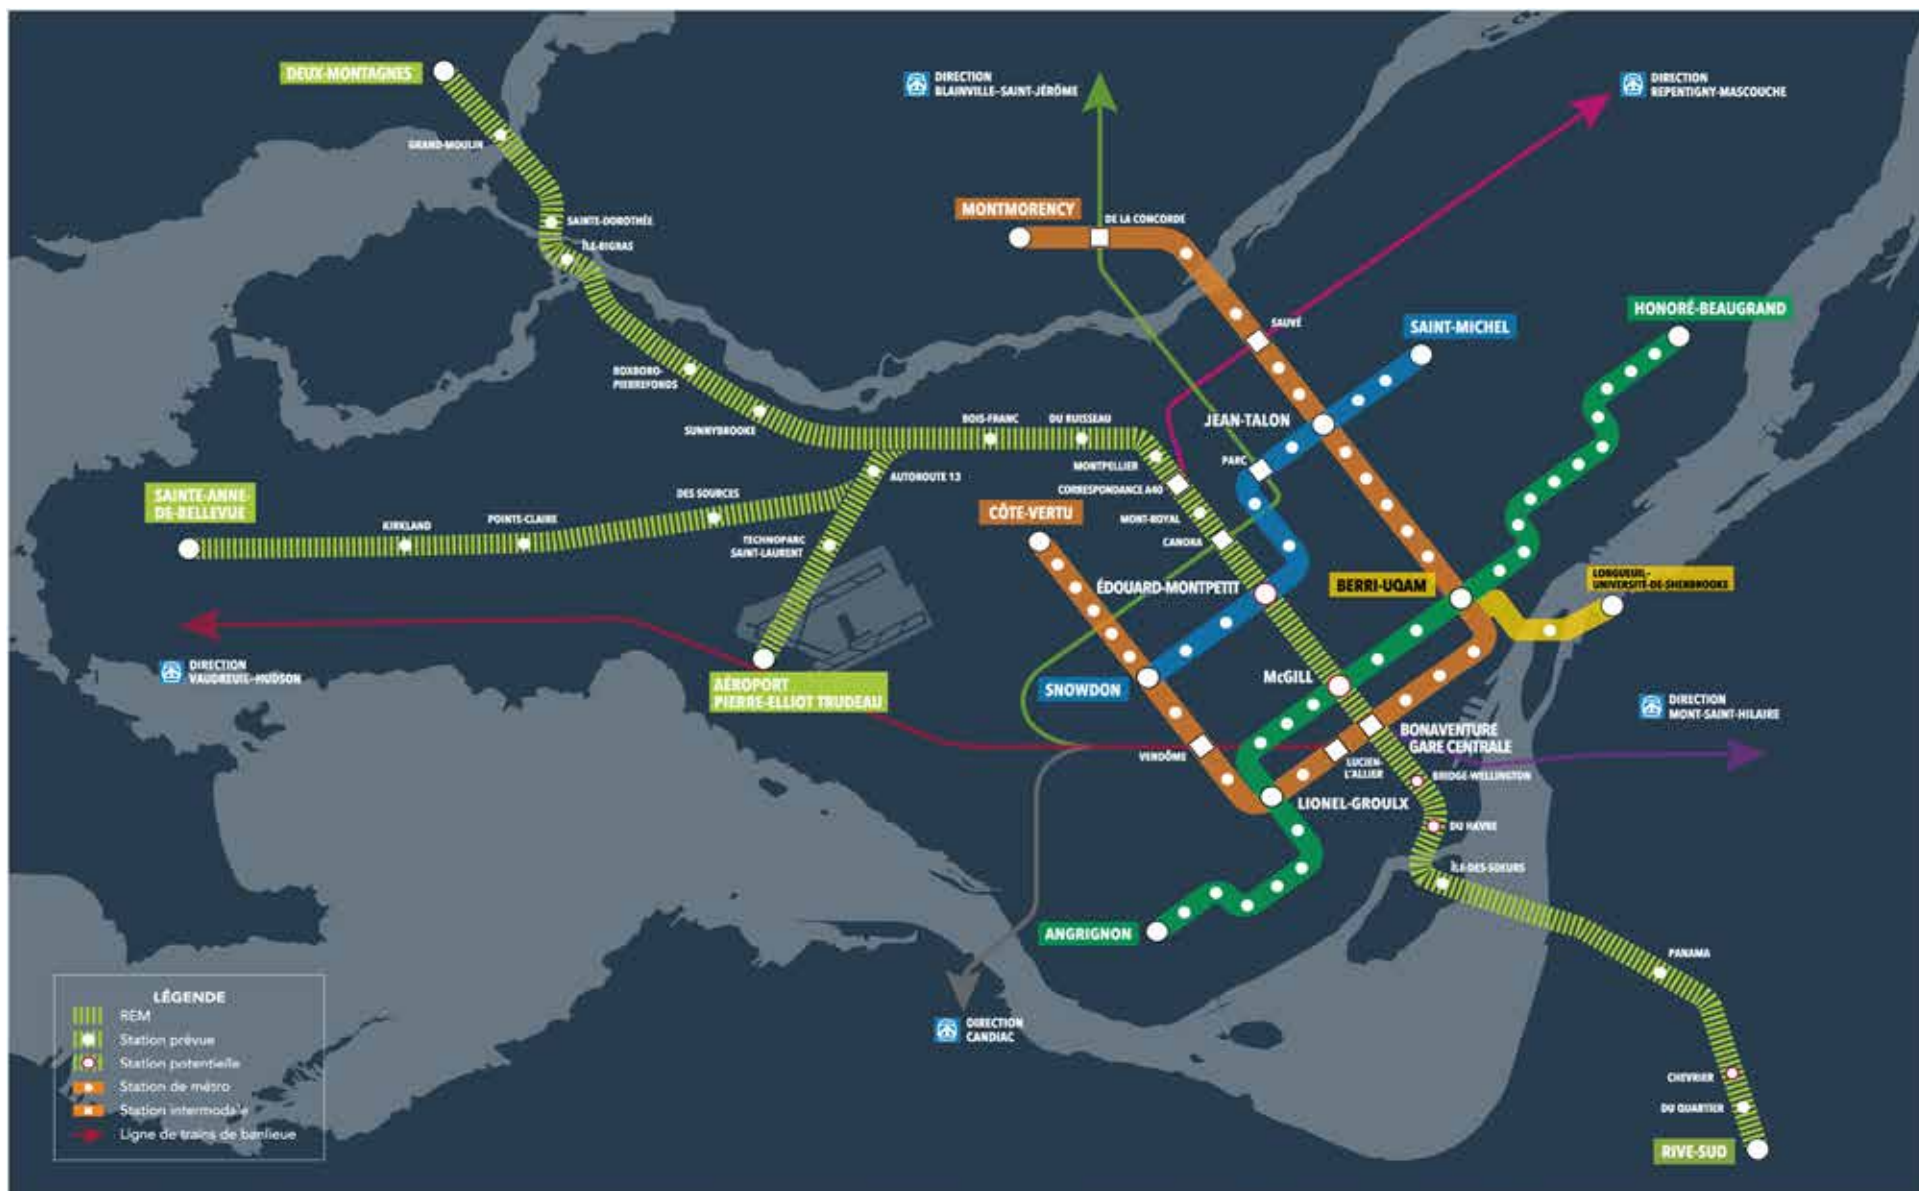 DEUX-MONTAGNES
GRAND-MOULIN
SAINTE-DOROTHÉE
ÎLE-BIGRAS
ROXBORO-
PIERREFONDS
SUNNYBROOKE
BOIS-FRANC
DU RUISSEAU
MONTPELLIER
CORRESPONDANCE A40
MONT-ROYAL
CANORA
AUTOROUTE 13
DES SOURCES
POINTE-CLAIRE
KIRKLAND
SAINTE-ANNE-
DE-BELLEVUE
TECHNOPARC
SAINT-LAURENT
AÉROPORT
PIERRE-ELLIOT TRUDEAU
DIRECTION
VAUDREUIL-HUDSON
DIRECTION
BLAINVILLE-SAINT-JÉRÔME
DIRECTION
REPENTIGNY-MASCOUCHE
MONTMORENCY
DE LA CONCORDE
SAUVÉ
SAINT-MICHEL
HONORÉ-BEAUGRAND
JEAN-TALON
PARC
CÔTE-VERTU
ÉDOUARD-MONTPETIT
BERRI-UQAM
LONGUEUIL-
UNIVERSITÉ-DE-SHERBROOKE
SNOWDON
McGILL
BONAVENTURE
GARE CENTRALE
DIRECTION
MONT-SAINT-HILAIRE
VENDÔME
LUCIEN-
L'ALLIER
BRIDGE-WELLINGTON
LIONEL-GROULX
DU HAVRE
ÎLE-DES-SOEURS
ANGRIGNON
PANAMA
DIRECTION
CANDIAC
CHEVRIER
DU QUARTIER
RIVE-SUD
LÉGENDE
REM
Station prévue
Station potentielle
Station de métro
Station intermodale
Ligne de trains de banlieue